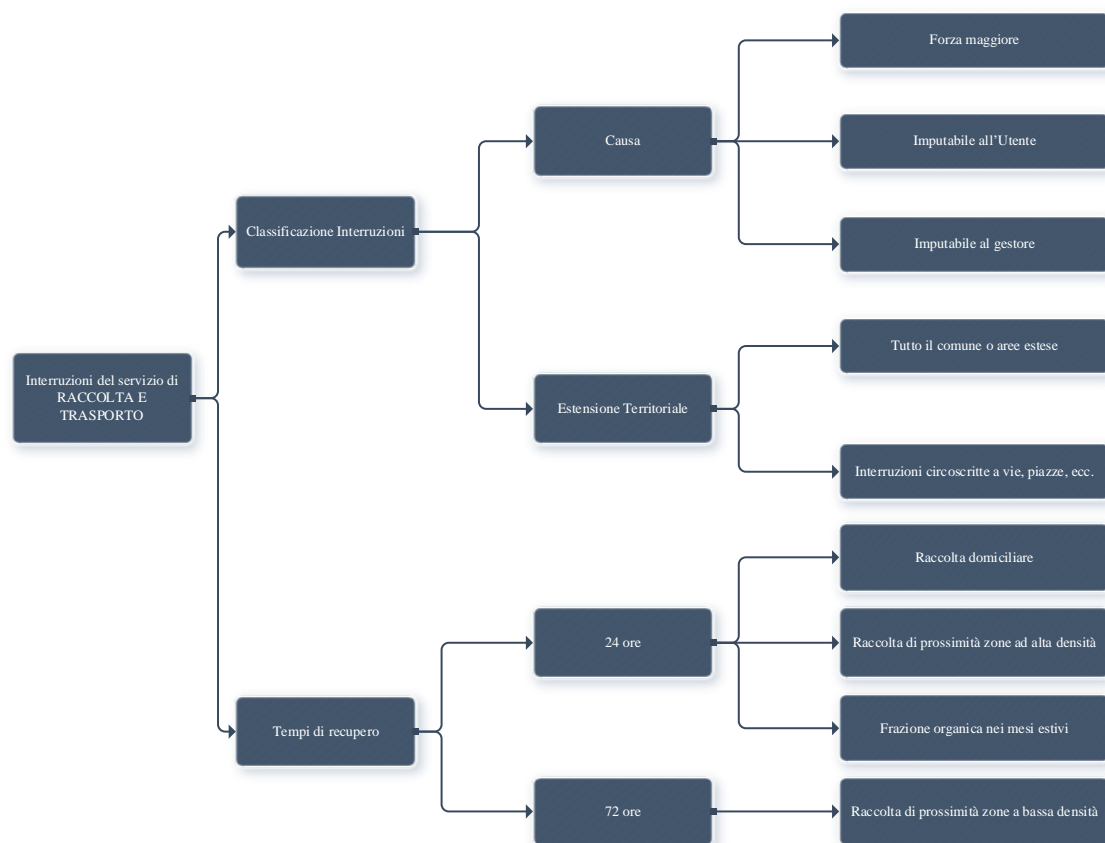 Forza maggiore
Causa
Imputabile all'Utente
Classificazione Interruzioni
Imputabile al gestore
Tutto il comune o aree estese
Interruzioni del servizio di
RACCOLTA E
TRASPORTO
Estensione Territoriale
Interruzioni circoscritte a vie, piazze, ecc.
Raccolta domiciliare
24 ore
Raccolta di prossimità zone ad alta densità
Tempi di recupero
Frazione organica nei mesi estivi
72 ore
Raccolta di prossimità zone a bassa densità